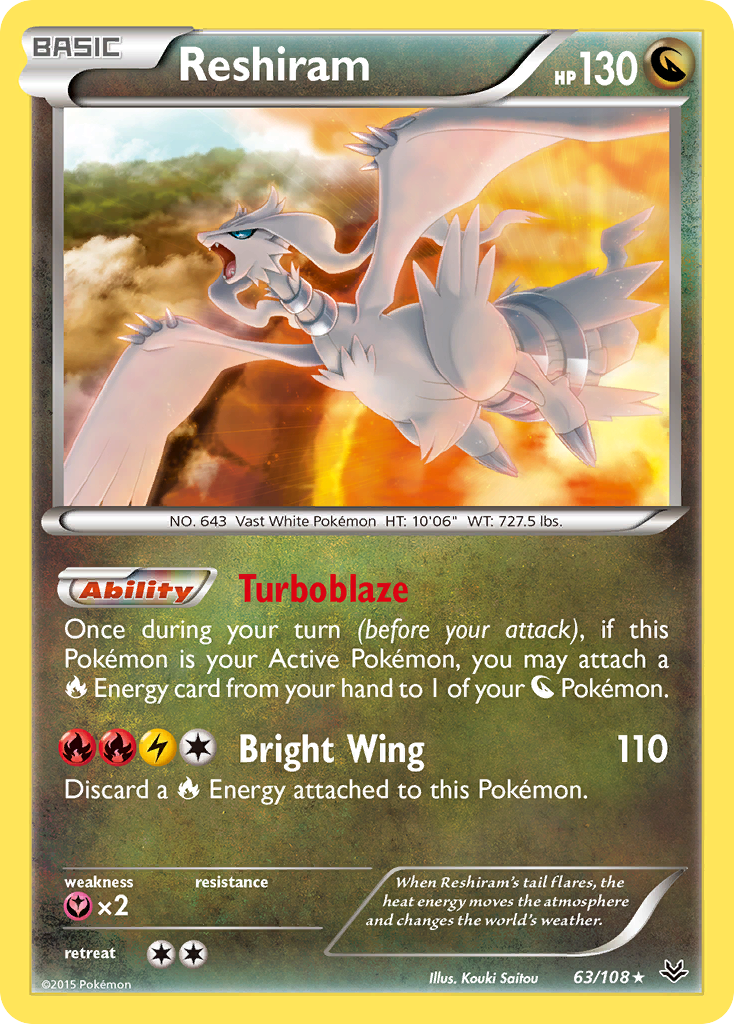 BASIC
Reshiram
HP 130
NO. 643 Vast White Pokémon HT: 10'06" WT: 727.5 lbs.
Ability Turboblaze
Once during your turn (before your attack), if this
Pokémon is your Active Pokémon, you may attach a
Energy card from your hand to 1 of your Pokémon.
Bright Wing 110
Discard a Energy attached to this Pokémon.
weakness resistance
×2
When Reshiram's tail flares, the
heat energy moves the atmosphere
and changes the world's weather.
retreat
©2015 Pokémon
Illus. Kouki Saitou
63/108★